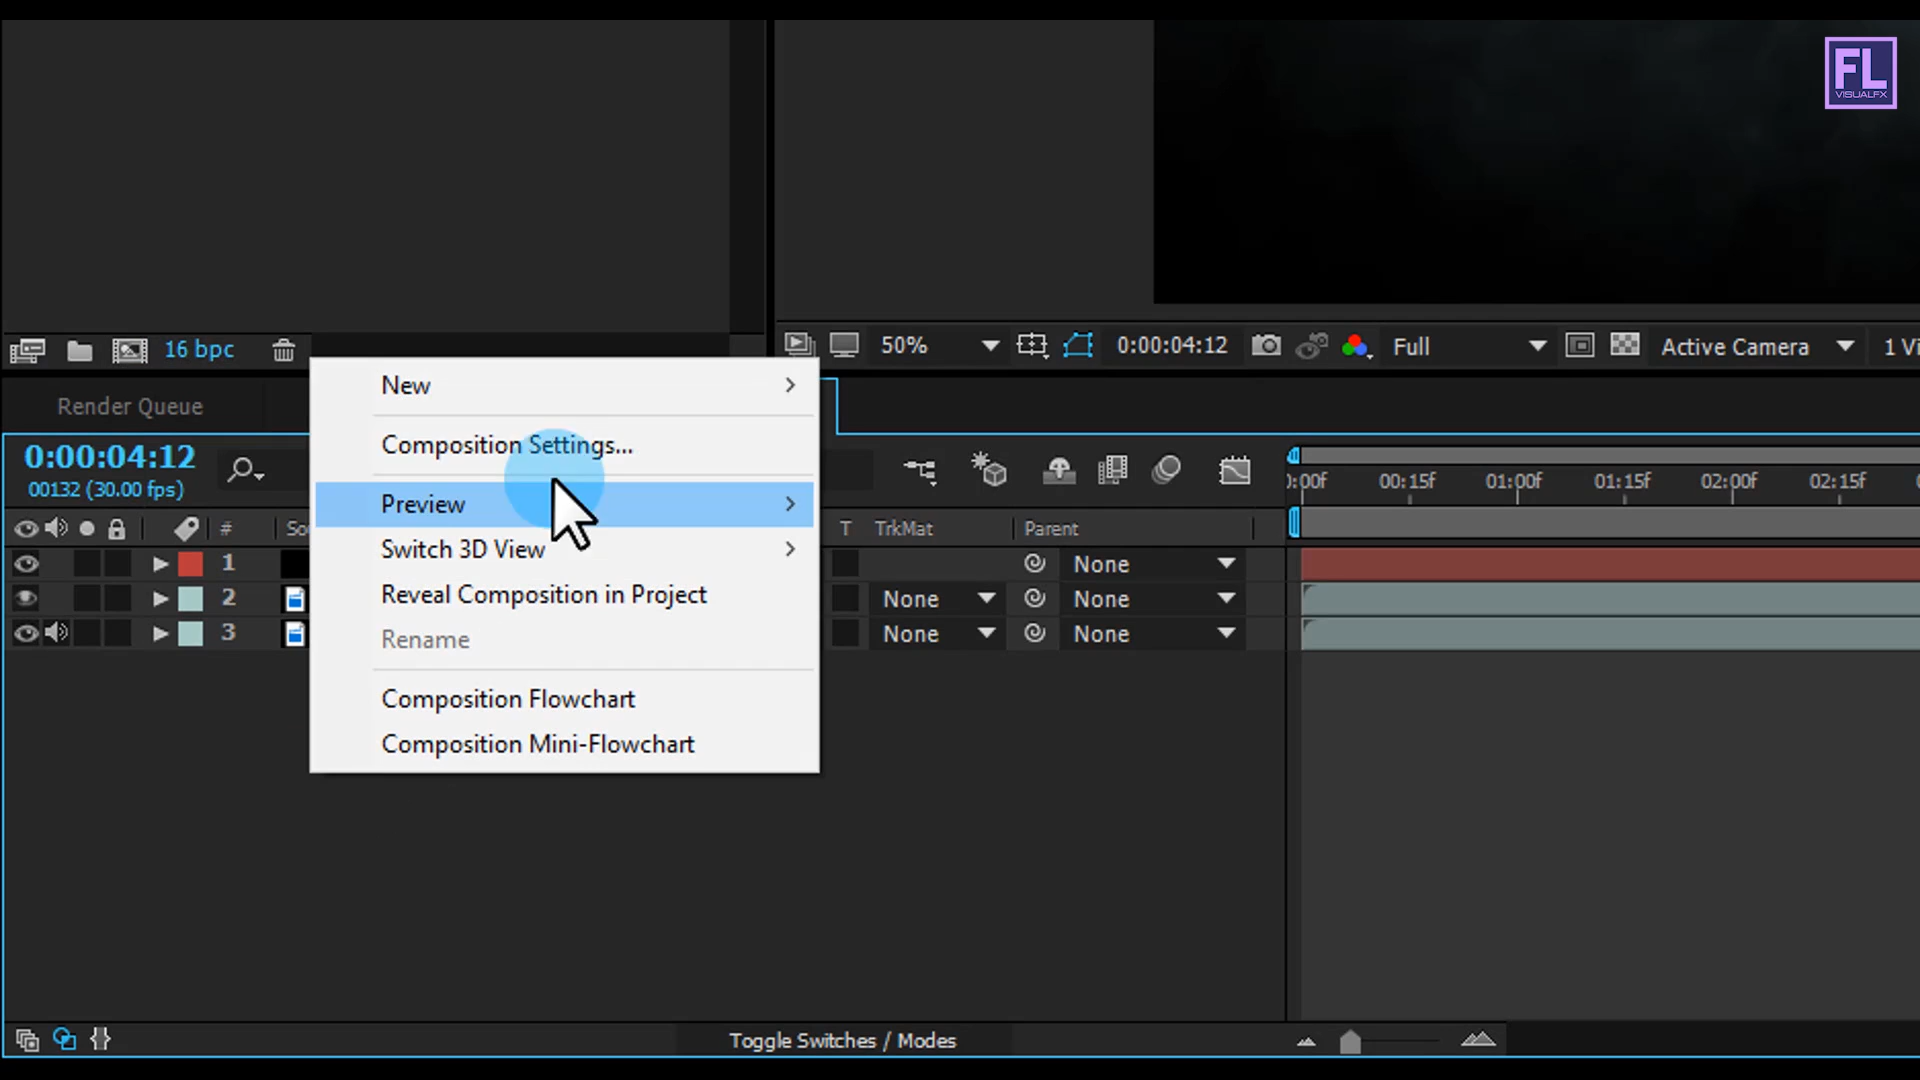 FL
VISUALFX
16 bpc
50%
0:00:04:12
Full
Active Camera
1 Vi
Render Queue
New
Composition Settings...
Preview
Switch 3D View
Reveal Composition in Project
Rename
Composition Flowchart
Composition Mini-Flowchart
0:00:04:12
00132 (30.00 fps)
:00f
00:15f
01:00f
01:15f
02:00f
02:15f
#
So
T
TrkMat
Parent
1
None
2
None
None
3
None
None
Toggle Switches / Modes